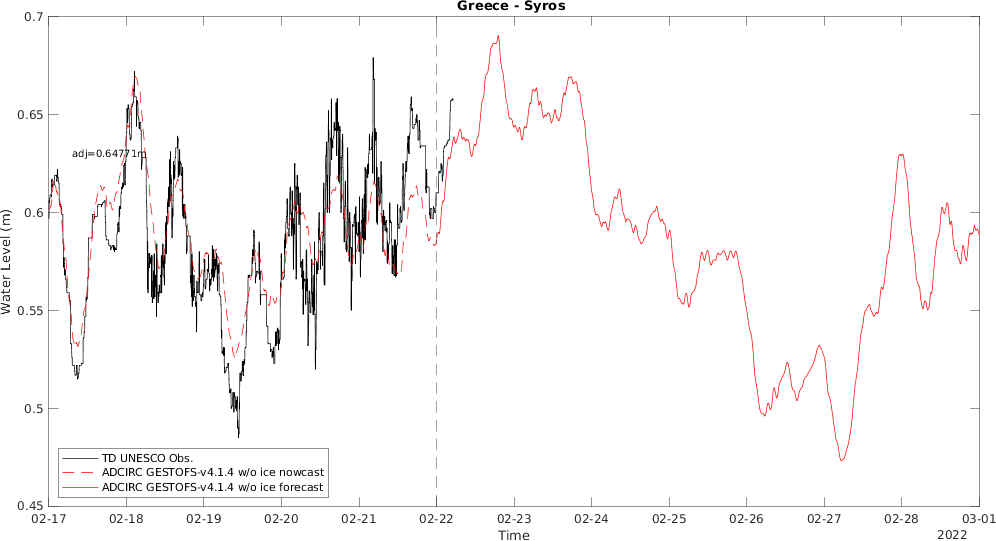 Greece - Syros
0.7
0.65
0.6
0.55
0.5
0.45
Water Level (m)
adj=0.64771m
TD UNESCO Obs.
ADCIRC GESTOFS-v4.1.4 w/o ice nowcast
ADCIRC GESTOFS-v4.1.4 w/o ice forecast
02-17 02-18 02-19 02-20 02-21 02-22 02-23 02-24 02-25 02-26 02-27 02-28 03-01
Time
2022